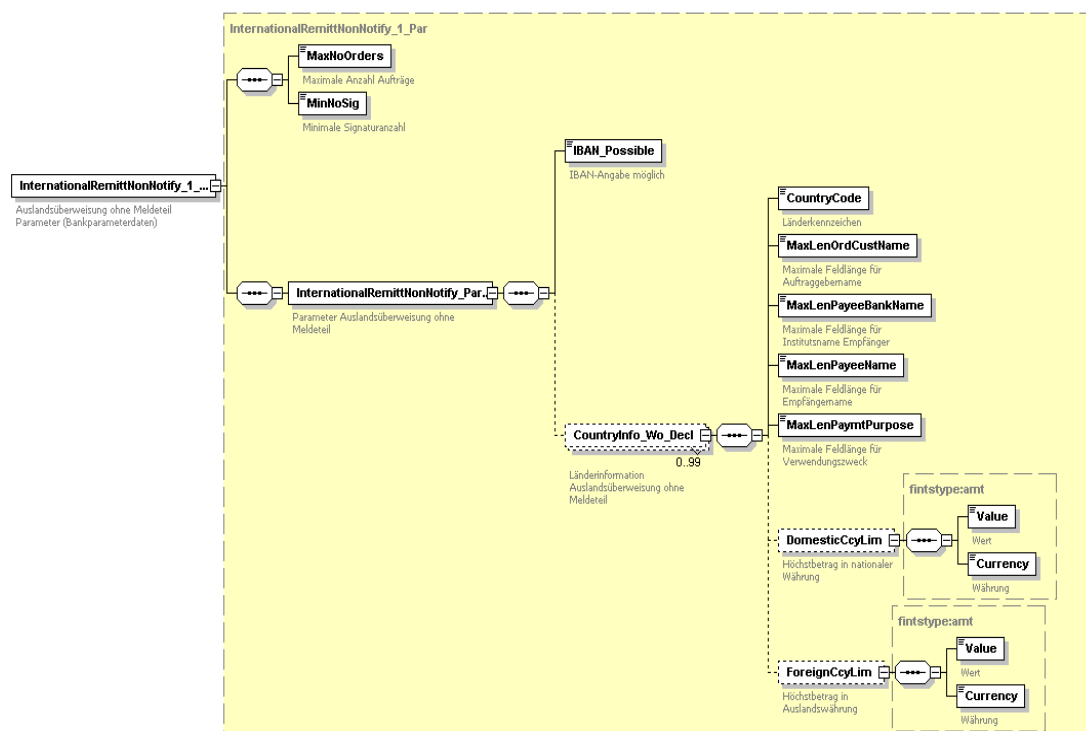 InternationalRemittNonNotify_1_Par
MaxNoOrders
Maximale Anzahl Aufträge
MinNoSig
Minimale Signaturanzahl
InternationalRemittNonNotify_1_...
Auslandsüberweisung ohne Meldeteil
Parameter (Bankparameterdaten)
InternationalRemittNonNotify_Par...
Parameter Auslandsüberweisung ohne
Meldeteil
IBAN_Possible
IBAN-Angabe möglich
CountryInfo_Wo_Decl
0..99
Länderinformation
Auslandsüberweisung ohne
Meldeteil
CountryCode
Länderkennzeichen
MaxLenOrdCustName
Maximale Feldlänge für
Auftraggebername
MaxLenPayeeBankName
Maximale Feldlänge für
Institutsname Empfänger
MaxLenPayeeName
Maximale Feldlänge für
Empfängername
MaxLenPaymtPurpose
Maximale Feldlänge für
Verwendungszweck
DomesticCcyLim
Höchstbetrag in nationaler
Währung
fintstype:amt
Value
Wert
Currency
Währung
ForeignCcyLim
Höchstbetrag in
Auslandswährung
fintstype:amt
Value
Wert
Currency
Währung